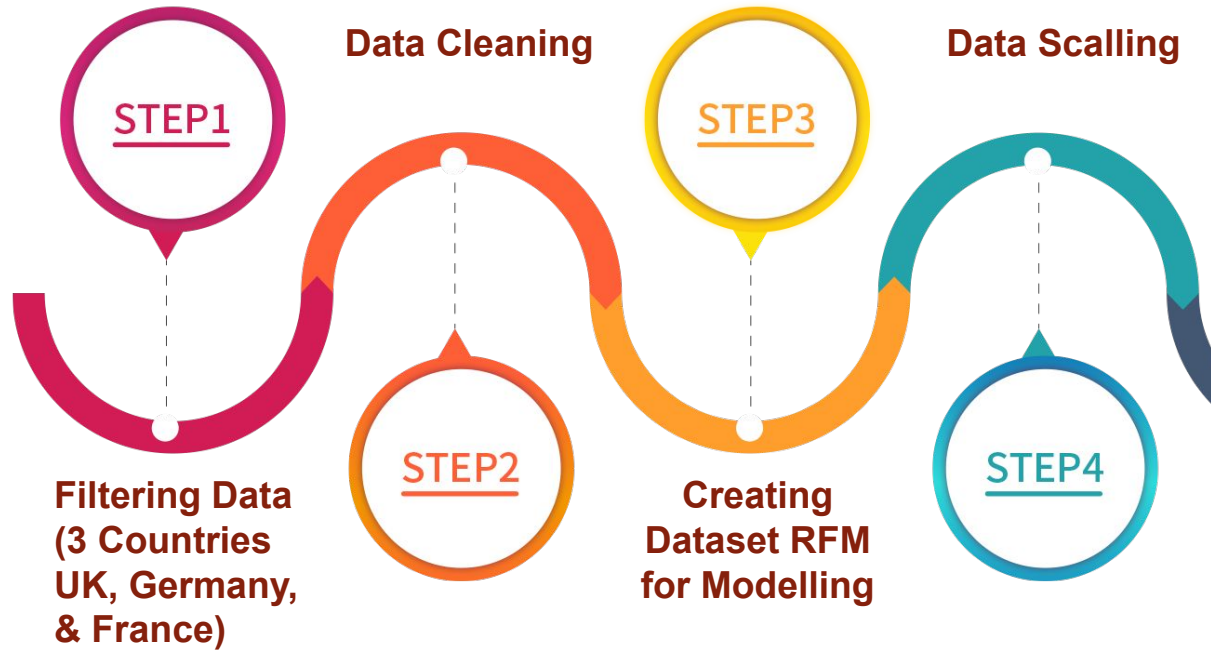 STEP1
Filtering Data
(3 Countries
UK, Germany,
& France)
Data Cleaning
STEP2
STEP3
Creating
Dataset RFM
for Modelling
Data Scalling
STEP4